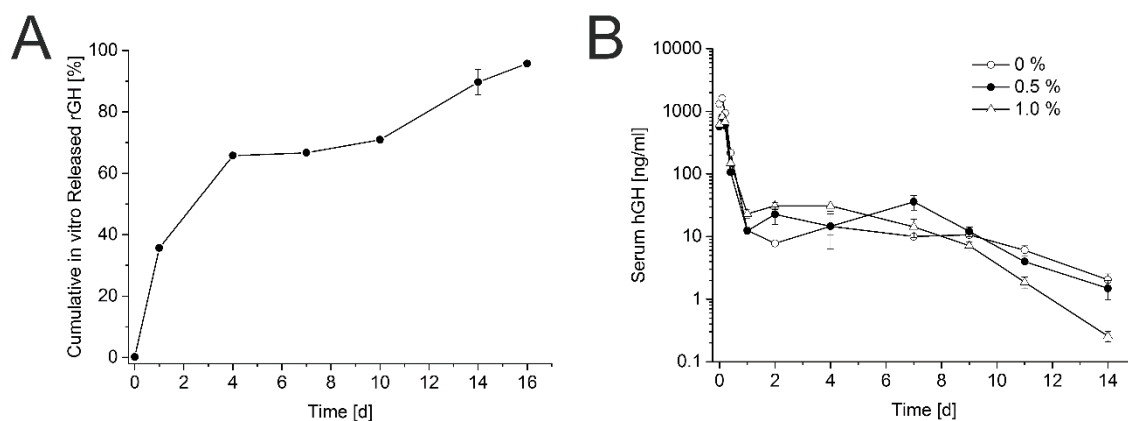 A
Cumulative in vitro Released rGH [%]
100
80
60
40
20
0
0 2 4 6 8 10 12 14 16
Time [d]
B
Serum hGH [ng/ml]
10000
1000
100
10
1
0.1
0 %
0.5 %
1.0 %
0 2 4 6 8 10 12 14
Time [d]